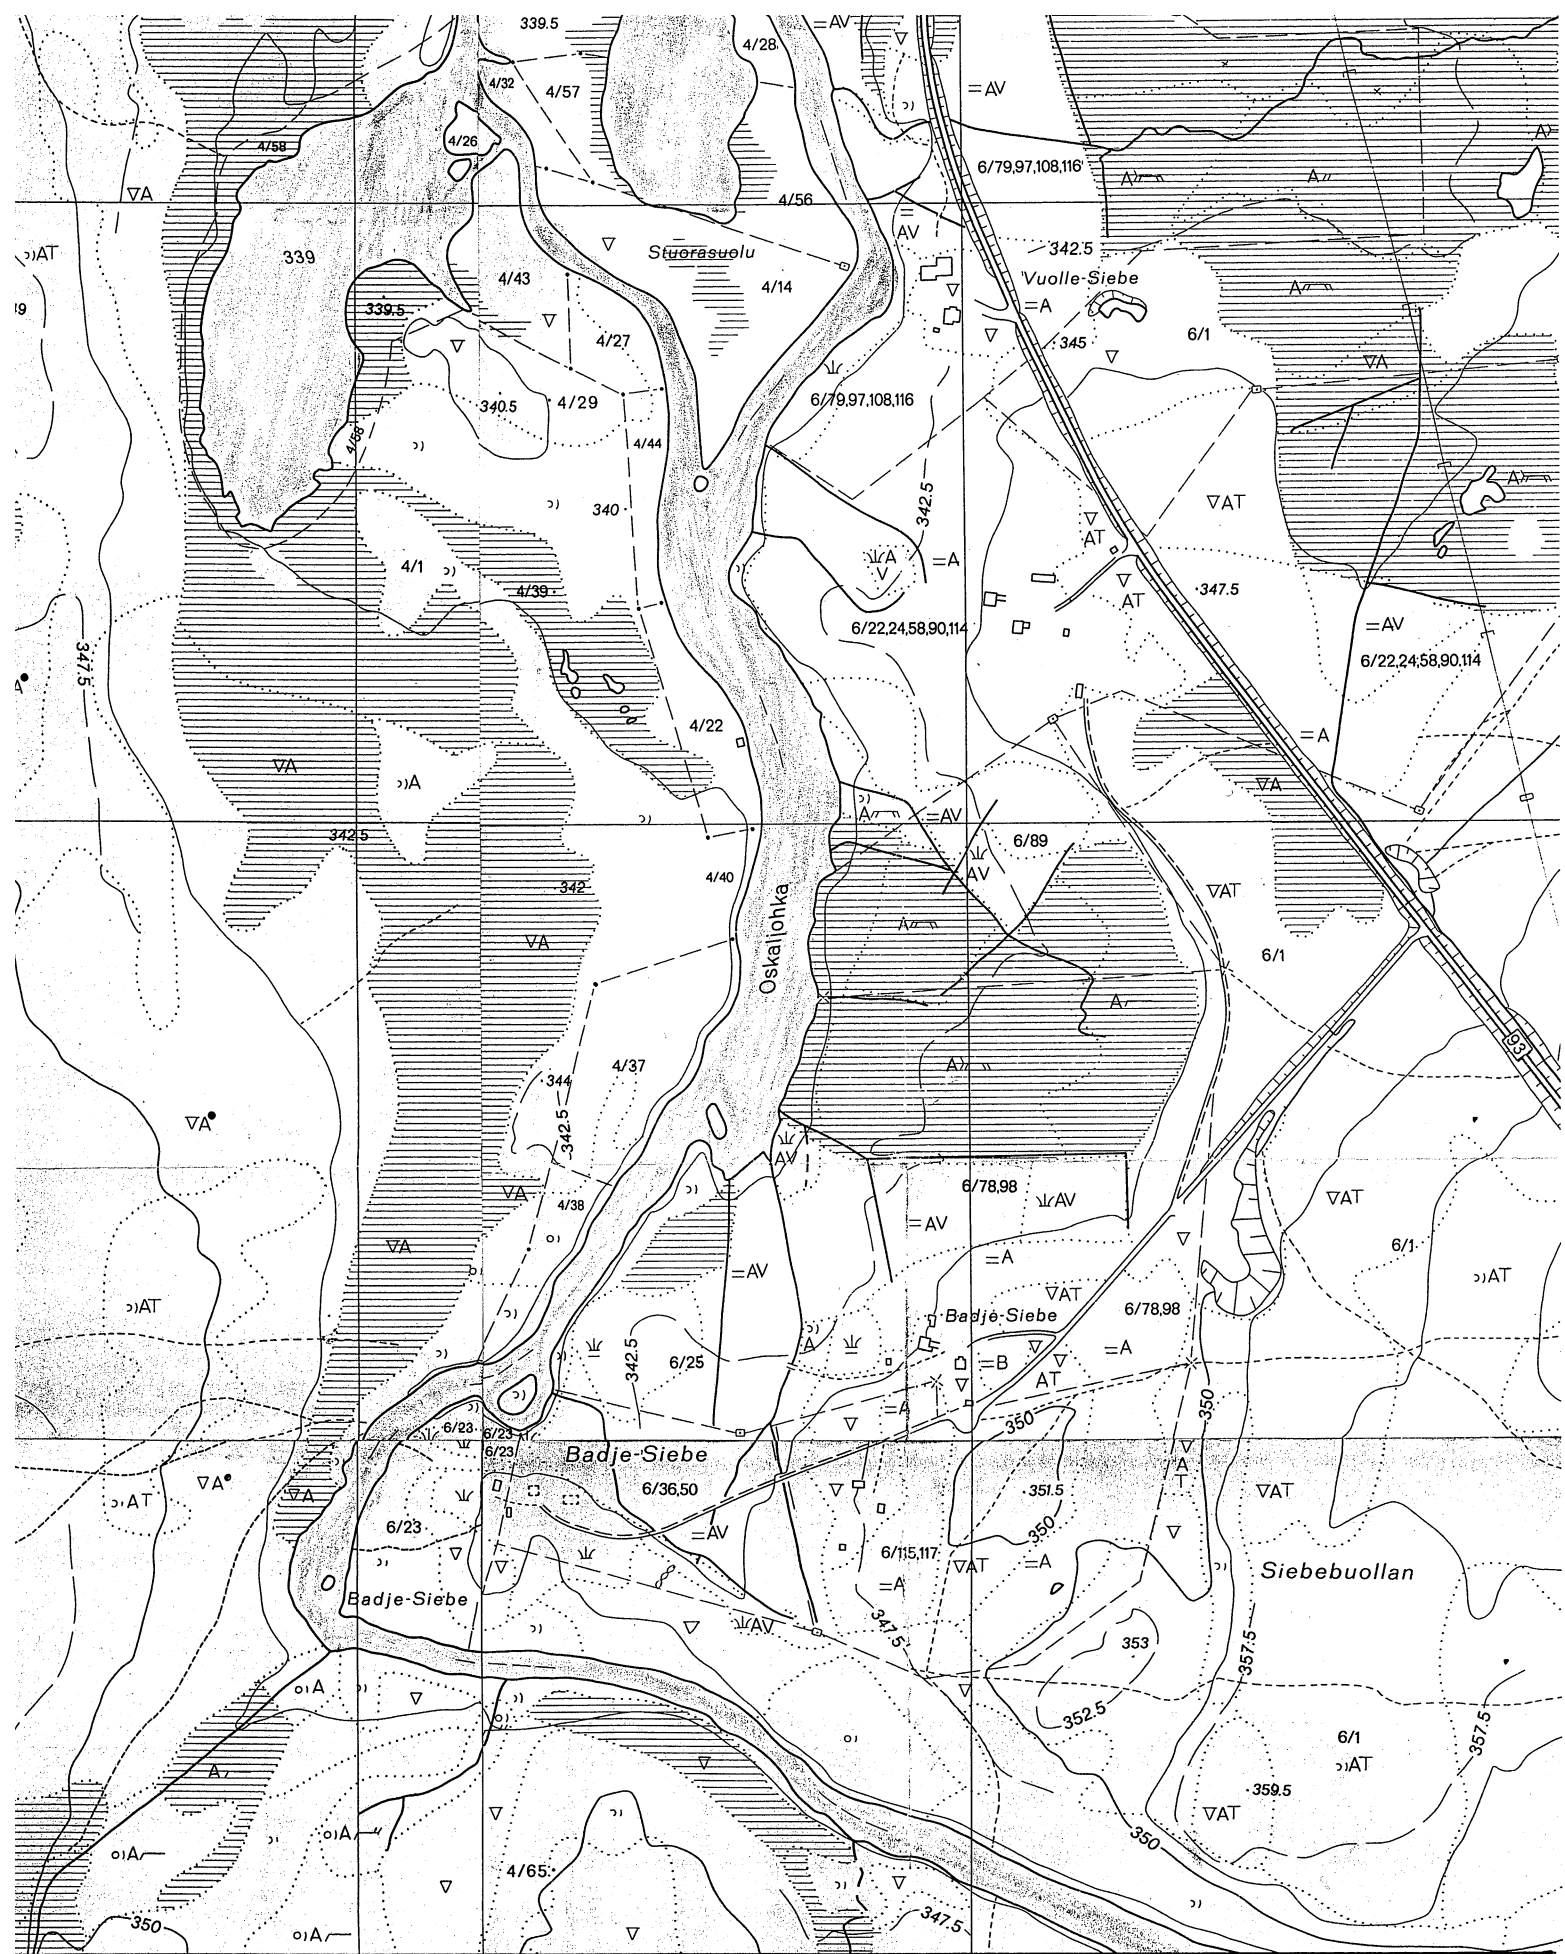 339.5
=AV
4/28
4/32
4/57
=AV
4/58
4/26
A
6/79,97,108,116
A
A
▽A
4/56
AT
339
AV
342.5
Stuorasuolu
4/43
4/14
Vuolle-Siebe
=A
A
339.5
4/27
345
6/1
▽A
340.5
4/29
6/79,97,108,116
4/58
4/44
342.5
▽AT
A
340
AT
A
=A
4/1
4/39
AT
347.5
6/22,24,58,90,114
=AV
6/22,24,58,90,114
347.5
A
4/22
=A
▽A
A
▽A
A
=AV
342.5
6/89
AV
4/40
342
▽AT
▽A
A
Oskaljohka
6/1
A
93
344
4/37
A
342.5
▽A
AV
6/78,98
AV
▽A
4/38
▽AT
=AV
▽A
=A
6/1
=AV
AT
AT
▽AT
6/78,98
Badje-Siebe
A
342.5
6/25
=B
=A
AT
350
=A
350
6/23
6/23
6/23
Badje-Siebe
A
T
▽A
▽A
AT
6/36,50
351.5
▽AT
6/23
=AV
350
6/115,117
▽AT
=A
Siebebuollan
=A
Badje-Siebe
AV
347.5
353
357.5
A
352.5
357.5
6/1
AT
A
359.5
▽AT
A
350
A
4/65
350
347.5
A